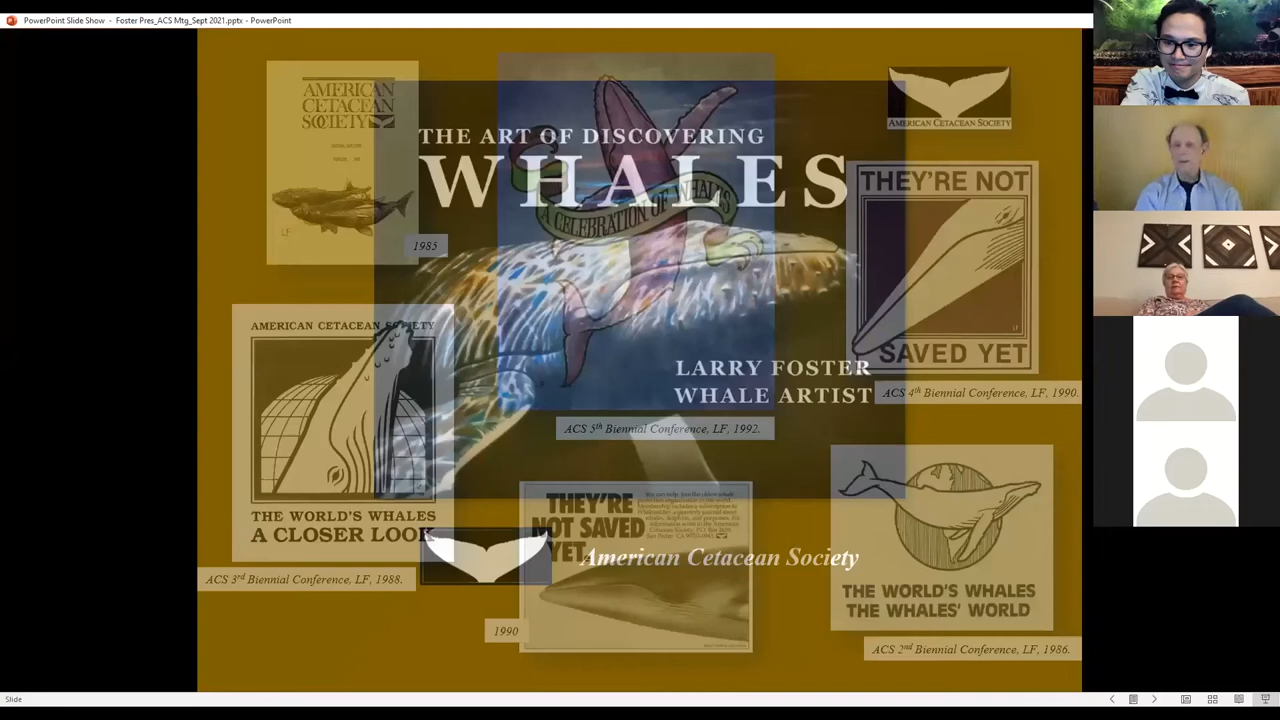 PowerPoint Slide Show - Foster Pres_ACS Mtg_Sept 2021.pptx - PowerPoint
AMERICAN
CETACEAN
SOCIETY
LF
1985
THE ART OF DISCOVERING
WHALES
A CELEBRATION OF WHALES
LARRY FOSTER
WHALE ARTIST
ACS 5th Biennial Conference, LF, 1992.
AMERICAN CETACEAN SOCIETY
THEY'RE NOT
SAVED YET
LF
ACS 4th Biennial Conference, LF, 1990.
AMERICAN CETACEAN SOCIETY
THE WORLD'S WHALES
A CLOSER LOOK
ACS 3rd Biennial Conference, LF, 1988.
THEY'RE
NOT SAVED
YET
1990
American Cetacean Society
THE WORLD'S WHALES
THE WHALES' WORLD
ACS 2nd Biennial Conference, LF, 1986.
Slide